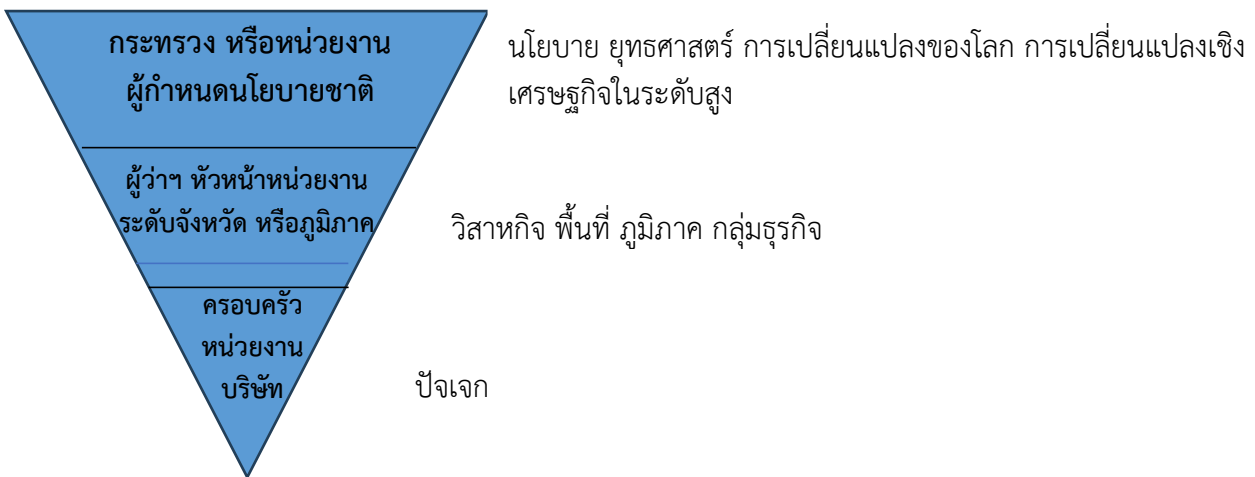 กระทรวง หรือหน่วยงาน
ผู้กำหนดนโยบายชาติ
นโยบาย ยุทธศาสตร์ การเปลี่ยนแปลงของโลก การเปลี่ยนแปลงเชิง
เศรษฐกิจในระดับสูง
ผู้ว่าฯ หัวหน้าหน่วยงาน
ระดับจังหวัด หรือภูมิภาค
วิสาหกิจ พื้นที่ ภูมิภาค กลุ่มธุรกิจ
ครอบครัว
หน่วยงาน
บริษัท
ปัจเจก